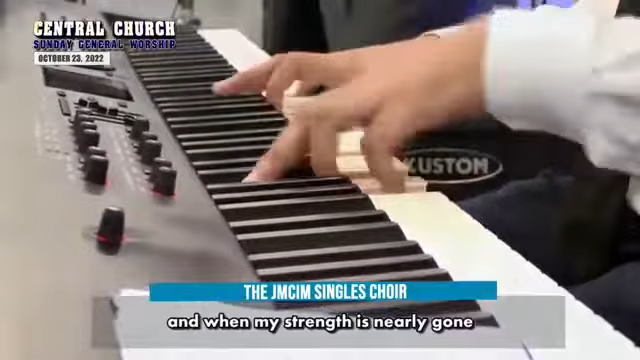 CENTRAL CHURCH
SUNDAY GENERAL WORSHIP
OCTOBER 23, 2022
KUSTOM
THE JMCIM SINGLES CHOIR
and when my strength is nearly gone